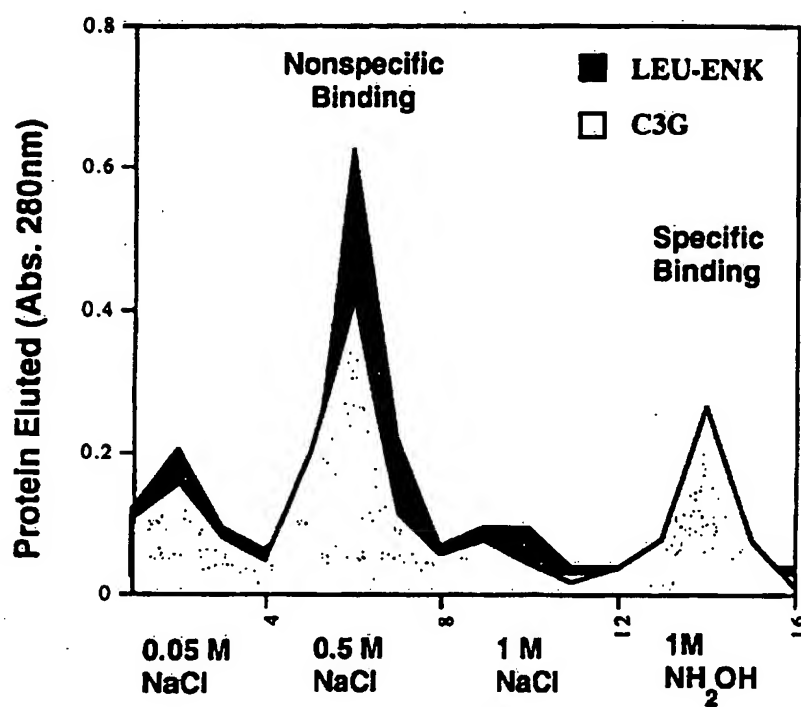 0.8
0.6
0.4
0.2
0
Protein Eluted (Abs. 280nm)
Nonspecific
Binding
LEU-ENK
C3G
Specific
Binding
4
8
12
16
0.05 M
NaCl
0.5 M
NaCl
1 M
NaCl
1M
NH₂OH